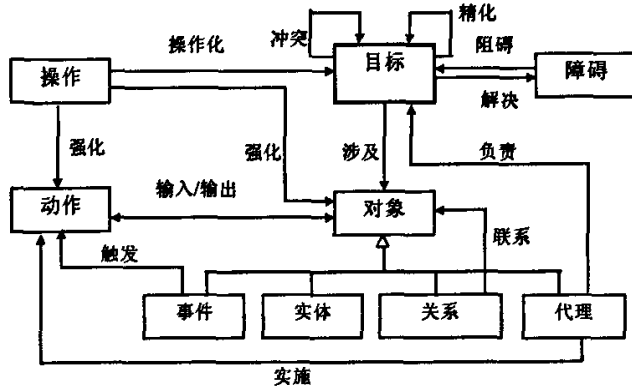 精化
冲突
操作化
目标
阻碍
操作
障碍
解决
强化
强化
涉及
负责
动作
输入/输出
对象
联系
触发
事件
实体
关系
代理
实施